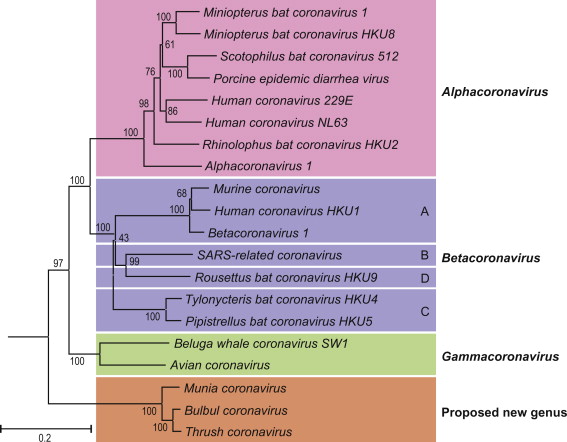 100
Miniopterus bat coronavirus 1
Miniopterus bat coronavirus HKU8
61
Scotophilus bat coronavirus 512
100
Porcine epidemic diarrhea virus
76
Human coronavirus 229E
Alphacoronavirus
98
86
Human coronavirus NL63
100
Rhinolophus bat coronavirus HKU2
Alphacoronavirus 1
100
68
Murine coronavirus
100
Human coronavirus HKU1
A
100
Betacoronavirus 1
43
SARS-related coronavirus
B
Betacoronavirus
97
99
Rousettus bat coronavirus HKU9
D
Tylonycteris bat coronavirus HKU4
C
100
Pipistrellus bat coronavirus HKU5
Beluga whale coronavirus SW1
100
Gammacoronavirus
Avian coronavirus
Munia coronavirus
100
Bulbul coronavirus
Proposed new genus
100
Thrush coronavirus
0.2